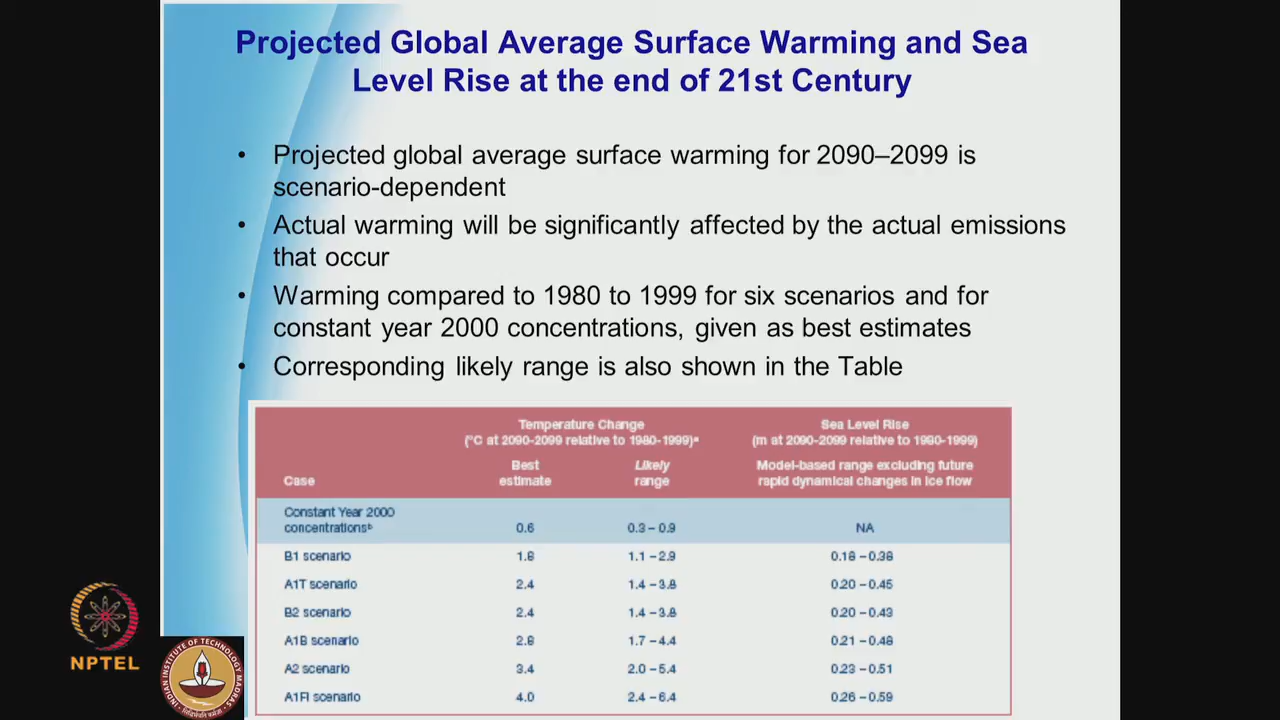 Projected Global Average Surface Warming and Sea
Level Rise at the end of 21st Century
• Projected global average surface warming for 2090–2099 is
scenario-dependent
• Actual warming will be significantly affected by the actual emissions
that occur
• Warming compared to 1980 to 1999 for six scenarios and for
constant year 2000 concentrations, given as best estimates
• Corresponding likely range is also shown in the Table
Temperature Change Sea Level Rise
(°C at 2090-2099 relative to 1980-1999)ᵃ (m at 2090-2099 relative to 1980-1999)
Best Likely Model-based range excluding future
Case estimate range rapid dynamical changes in ice flow
Constant Year 2000
concentrationsᵇ 0.6 0.3 – 0.9 NA
B1 scenario 1.8 1.1 – 2.9 0.18 – 0.38
A1T scenario 2.4 1.4 – 3.8 0.20 – 0.45
B2 scenario 2.4 1.4 – 3.8 0.20 – 0.43
A1B scenario 2.8 1.7 – 4.4 0.21 – 0.48
A2 scenario 3.4 2.0 – 5.4 0.23 – 0.51
A1FI scenario 4.0 2.4 – 6.4 0.26 – 0.59
NPTEL
INDIAN INSTITUTE OF TECHNOLOGY MADRAS